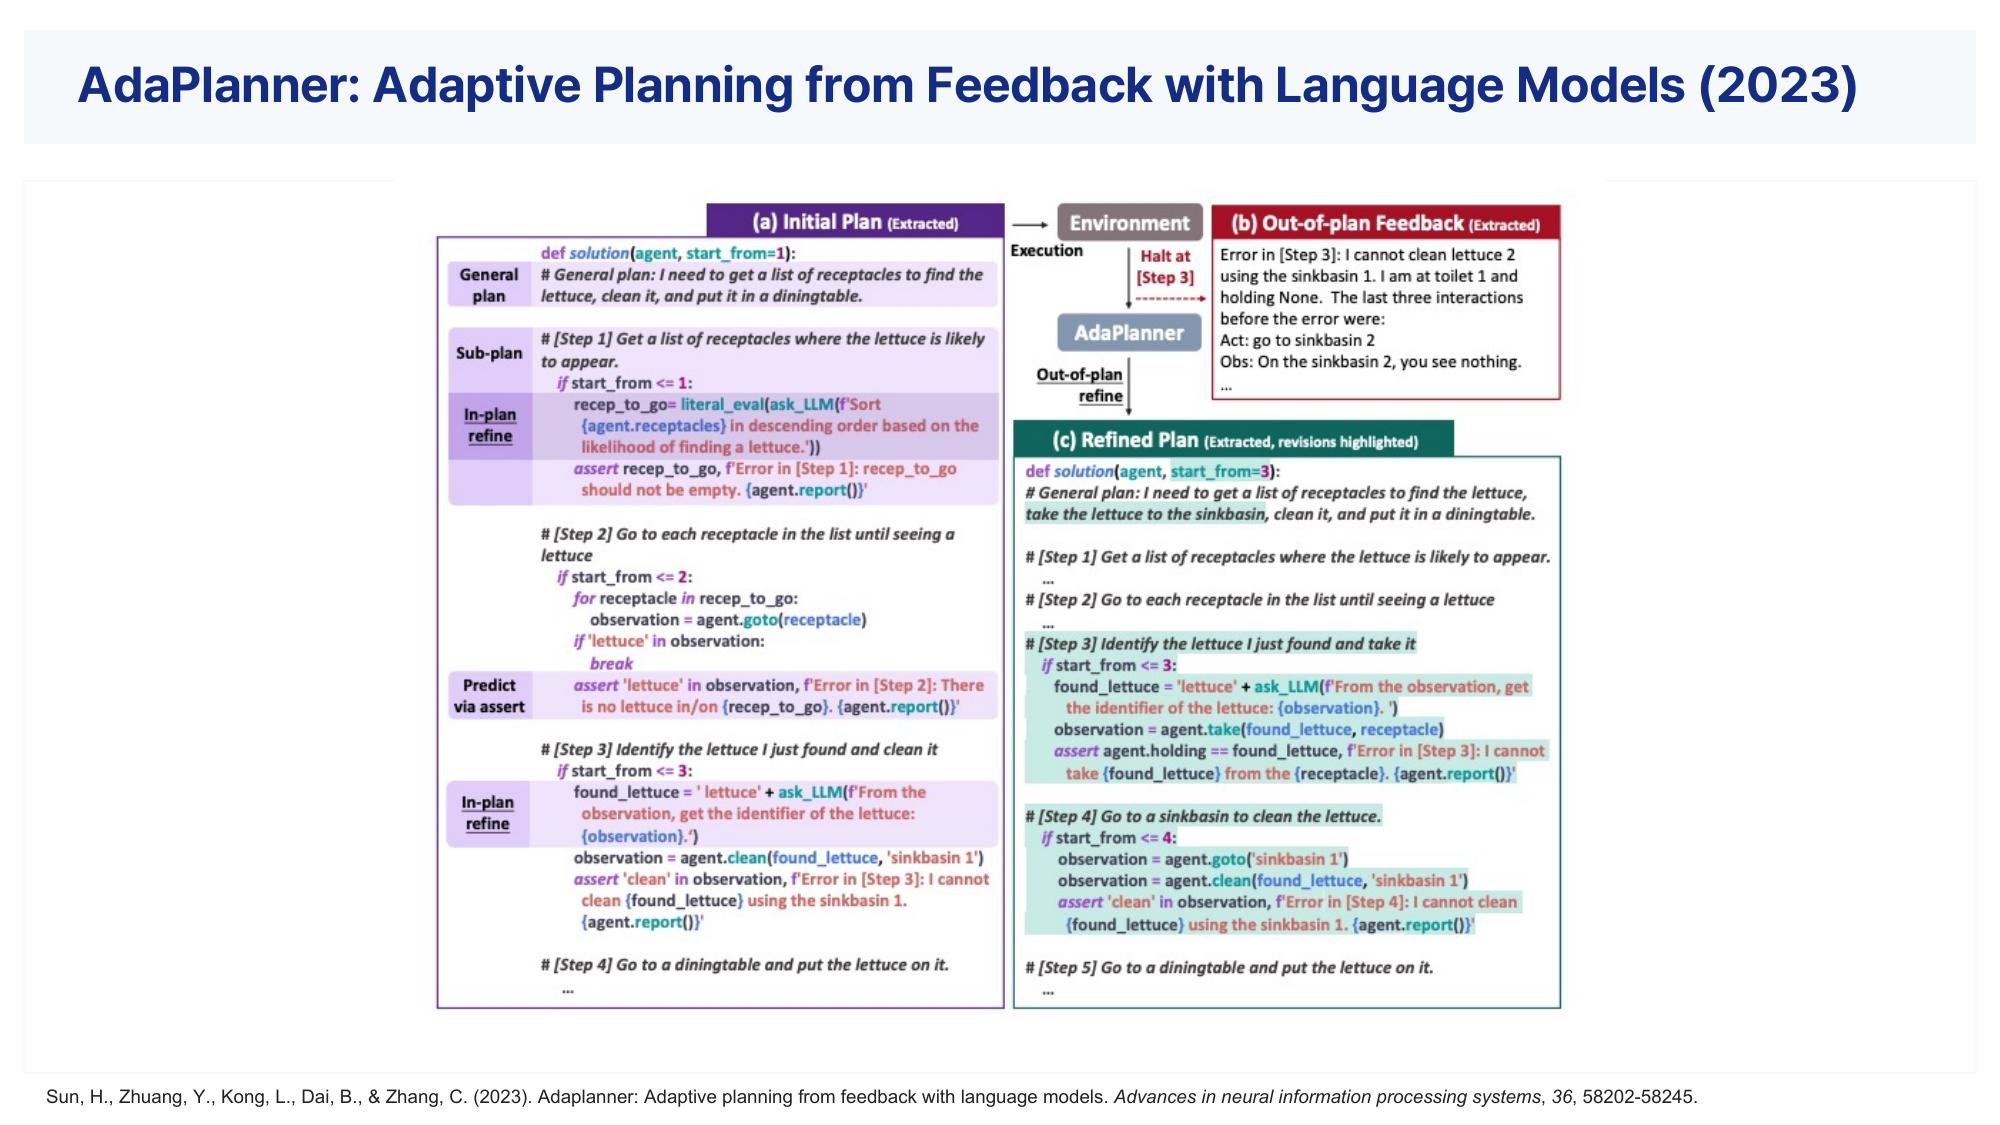 AdaPlanner: Adaptive Planning from Feedback with Language Models (2023)
(a) Initial Plan (Extracted)
def solution(agent, start_from=1):
General
plan
# General plan: I need to get a list of receptacles to find the
lettuce, clean it, and put it in a diningtable.
Sub-plan
# [Step 1] Get a list of receptacles where the lettuce is likely
to appear.
if start_from <= 1:
In-plan
refine
recep_to_go= literal_eval(ask_LLM(f'Sort
{agent.receptacles} in descending order based on the
likelihood of finding a lettuce.'))
assert recep_to_go, f'Error in [Step 1]: recep_to_go
should not be empty. {agent.report()}'
# [Step 2] Go to each receptacle in the list until seeing a
lettuce
if start_from <= 2:
for receptacle in recep_to_go:
observation = agent.goto(receptacle)
if 'lettuce' in observation:
break
Predict
via assert
assert 'lettuce' in observation, f'Error in [Step 2]: There
is no lettuce in/on {recep_to_go}. {agent.report()}'
# [Step 3] Identify the lettuce I just found and clean it
if start_from <= 3:
In-plan
refine
found_lettuce = ' lettuce' + ask_LLM(f'From the
observation, get the identifier of the lettuce:
{observation}.')
observation = agent.clean(found_lettuce, 'sinkbasin 1')
assert 'clean' in observation, f'Error in [Step 3]: I cannot
clean {found_lettuce} using the sinkbasin 1.
{agent.report()}'
# [Step 4] Go to a diningtable and put the lettuce on it.
...
Execution
Environment
Halt at
[Step 3]
AdaPlanner
Out-of-plan
refine
(b) Out-of-plan Feedback (Extracted)
Error in [Step 3]: I cannot clean lettuce 2
using the sinkbasin 1. I am at toilet 1 and
holding None. The last three interactions
before the error were:
Act: go to sinkbasin 2
Obs: On the sinkbasin 2, you see nothing.
...
(c) Refined Plan (Extracted, revisions highlighted)
def solution(agent, start_from=3):
# General plan: I need to get a list of receptacles to find the lettuce,
take the lettuce to the sinkbasin, clean it, and put it in a diningtable.
# [Step 1] Get a list of receptacles where the lettuce is likely to appear.
...
# [Step 2] Go to each receptacle in the list until seeing a lettuce
...
# [Step 3] Identify the lettuce I just found and take it
if start_from <= 3:
found_lettuce = 'lettuce' + ask_LLM(f'From the observation, get
the identifier of the lettuce: {observation}. ')
observation = agent.take(found_lettuce, receptacle)
assert agent.holding == found_lettuce, f'Error in [Step 3]: I cannot
take {found_lettuce} from the {receptacle}. {agent.report()}'
# [Step 4] Go to a sinkbasin to clean the lettuce.
if start_from <= 4:
observation = agent.goto('sinkbasin 1')
observation = agent.clean(found_lettuce, 'sinkbasin 1')
assert 'clean' in observation, f'Error in [Step 4]: I cannot clean
{found_lettuce} using the sinkbasin 1. {agent.report()}'
# [Step 5] Go to a diningtable and put the lettuce on it.
...
Sun, H., Zhuang, Y., Kong, L., Dai, B., & Zhang, C. (2023). Adaplanner: Adaptive planning from feedback with language models. Advances in neural information processing systems, 36, 58202-58245.